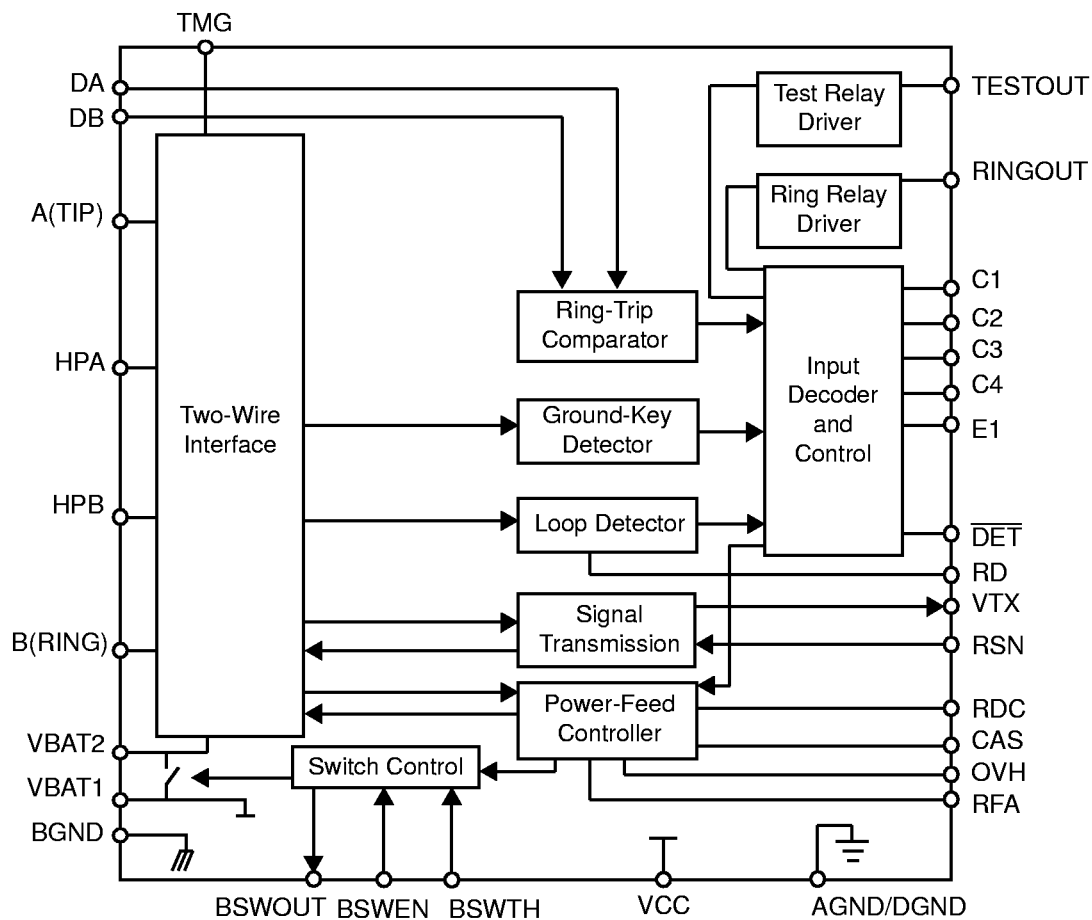 TMG
DA
DB
A(TIP)
HPA
HPB
B(RING)
VBAT2
VBAT1
BGND
Two-Wire
Interface
Test Relay
Driver
Ring Relay
Driver
Ring-Trip
Comparator
Ground-Key
Detector
Loop Detector
Signal
Transmission
Power-Feed
Controller
Switch Control
Input
Decoder
and
Control
TESTOUT
RINGOUT
C1
C2
C3
C4
E1
DET
RD
VTX
RSN
RDC
CAS
OVH
RFA
BSWOUT
BSWEN
BSWTH
VCC
AGND/DGND